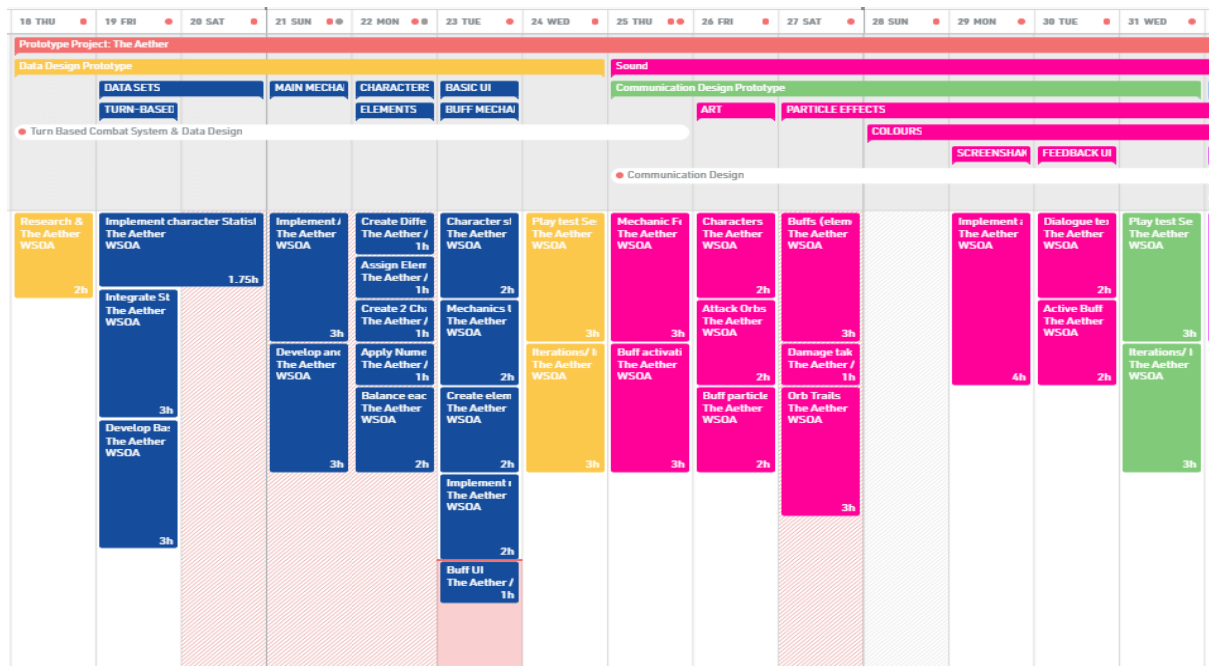 18 THU 19 FRI 20 SAT 21 SUN 22 MON 23 TUE 24 WED 25 THU 26 FRI 27 SAT 28 SUN 29 MON 30 TUE 31 WED
Prototype Project: The Aether
Data Design Prototype Sound
DATA SETS MAIN MECHA CHARACTERS BASIC UI Communication Design Prototype
TURN-BASED ELEMENTS BUFF MECHA ART PARTICLE EFFECTS
Turn Based Combat System & Data Design COLOURS
SCREENSHAK FEEDBACK UI
Communication Design
Research &
The Aether
WSOA
2h
Implement character Statist
The Aether
WSOA
1.75h
Integrate St
The Aether
WSOA
3h
Develop Ba
The Aether
WSOA
3h
Implement
The Aether
WSOA
3h
Develop and
The Aether
WSOA
3h
Create Diffe
The Aether /
1h
Assign Elem
The Aether /
1h
Create 2 Cha
The Aether /
1h
Apply Nume
The Aether /
1h
Balance eac
The Aether
WSOA
2h
Character st
The Aether
WSOA
2h
Mechanics
The Aether
WSOA
2h
Create elem
The Aether
WSOA
2h
Implement
The Aether
WSOA
2h
Buff UI
The Aether /
1h
Play test Se
The Aether
WSOA
3h
Iterations/
The Aether
WSOA
3h
Mechanic Fe
The Aether
WSOA
3h
Buff activati
The Aether
WSOA
3h
Characters
The Aether
WSOA
2h
Attack Orbs
The Aether
WSOA
2h
Buff particle
The Aether
WSOA
2h
Buffs (elem
The Aether
WSOA
3h
Damage tak
The Aether /
1h
Orb Trails
The Aether
WSOA
3h
Implement
The Aether
WSOA
4h
Dialogue te
The Aether
WSOA
2h
Active Buff
The Aether
WSOA
2h
Play test Se
The Aether
WSOA
3h
Iterations/
The Aether
WSOA
3h